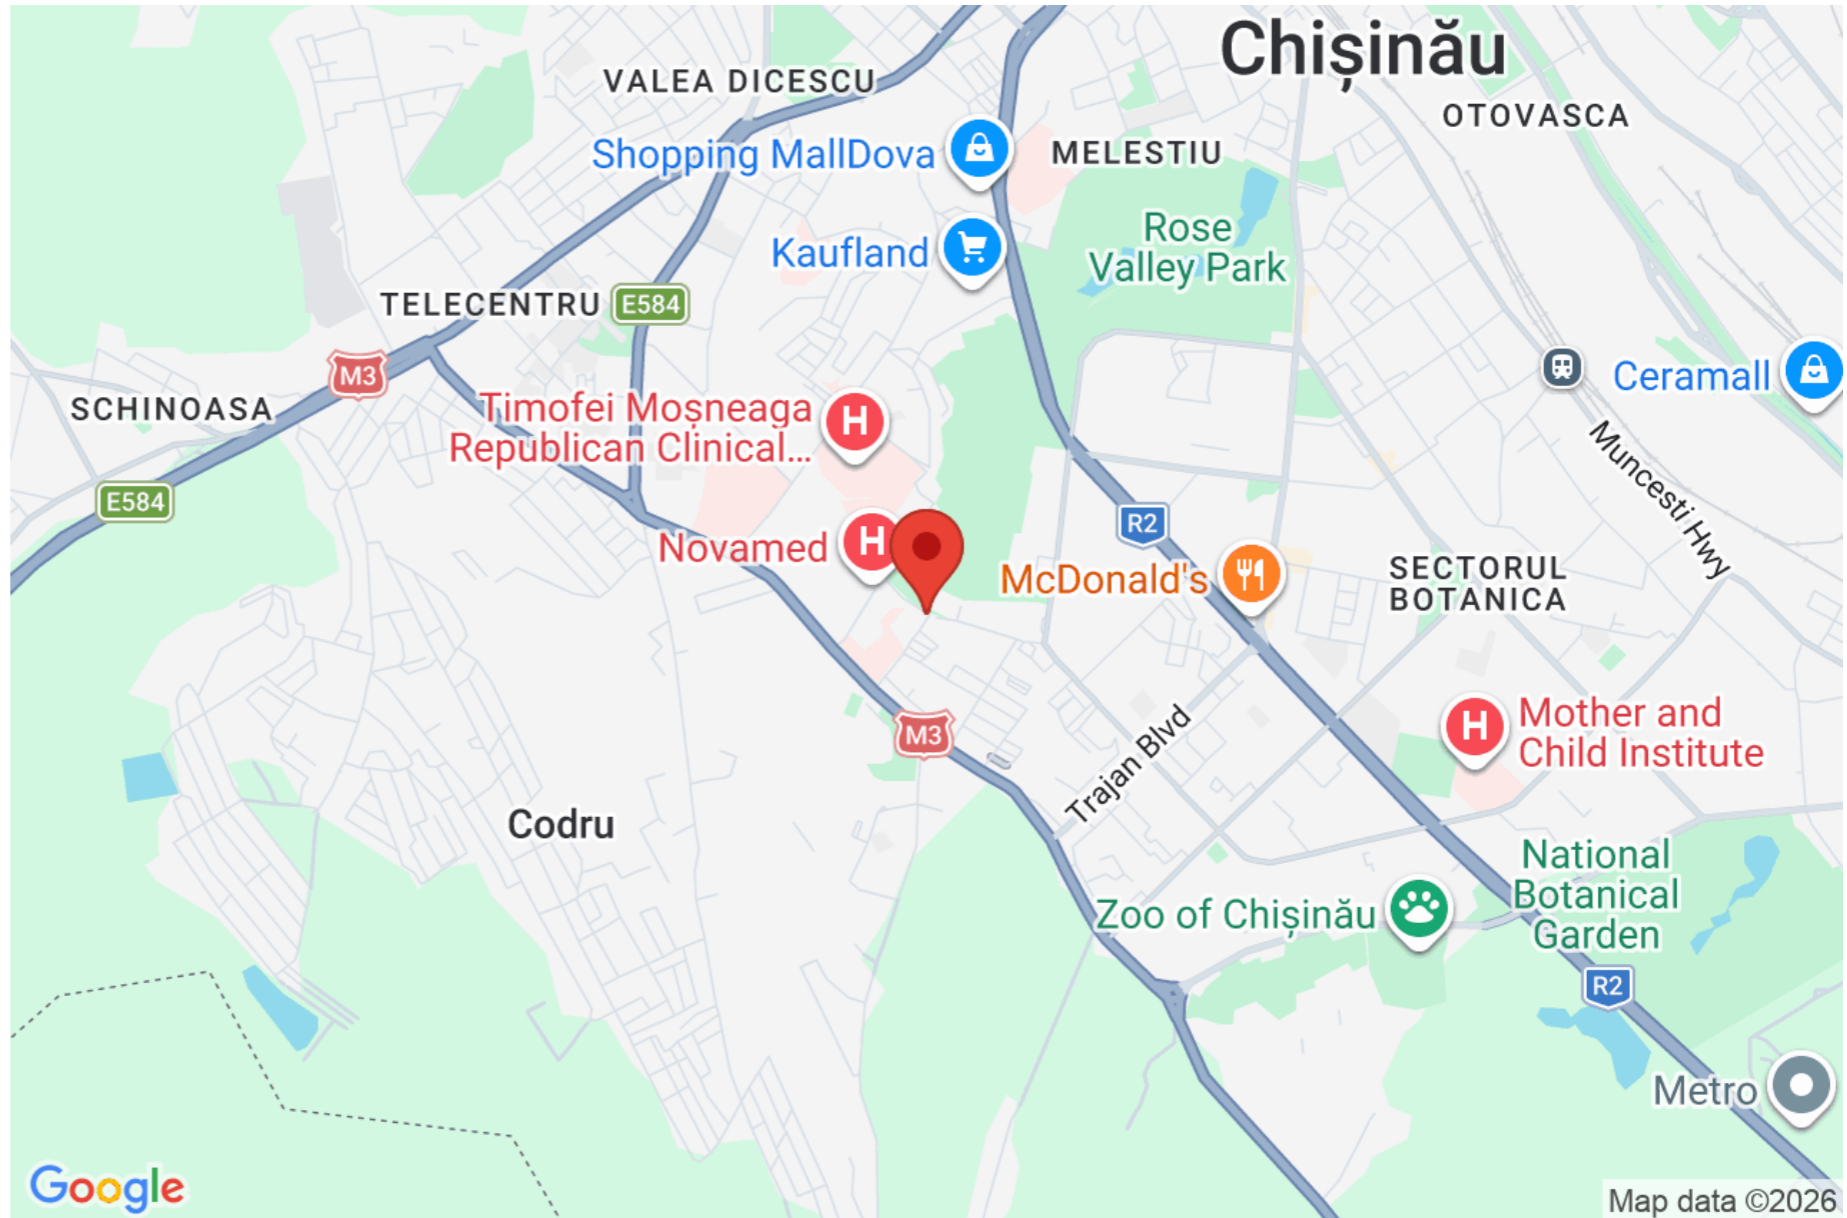 Chișinău
VALEA DICESCU
OTOVASCA
Shopping MallDova
MELESTIU
Rose
Valley Park
Kaufland
TELECENTRU
E584
M3
Ceramall
SCHINOASA
Timofei Moșneaga
Republican Clinical...
H
Muncesti Hwy
E584
R2
Novamed
H
McDonald's
SECTORUL
BOTANICA
M3
Trajan Blvd
H
Mother and
Child Institute
Codru
National
Botanical
Garden
Zoo of Chișinău
R2
Metro
Google
Map data ©2026